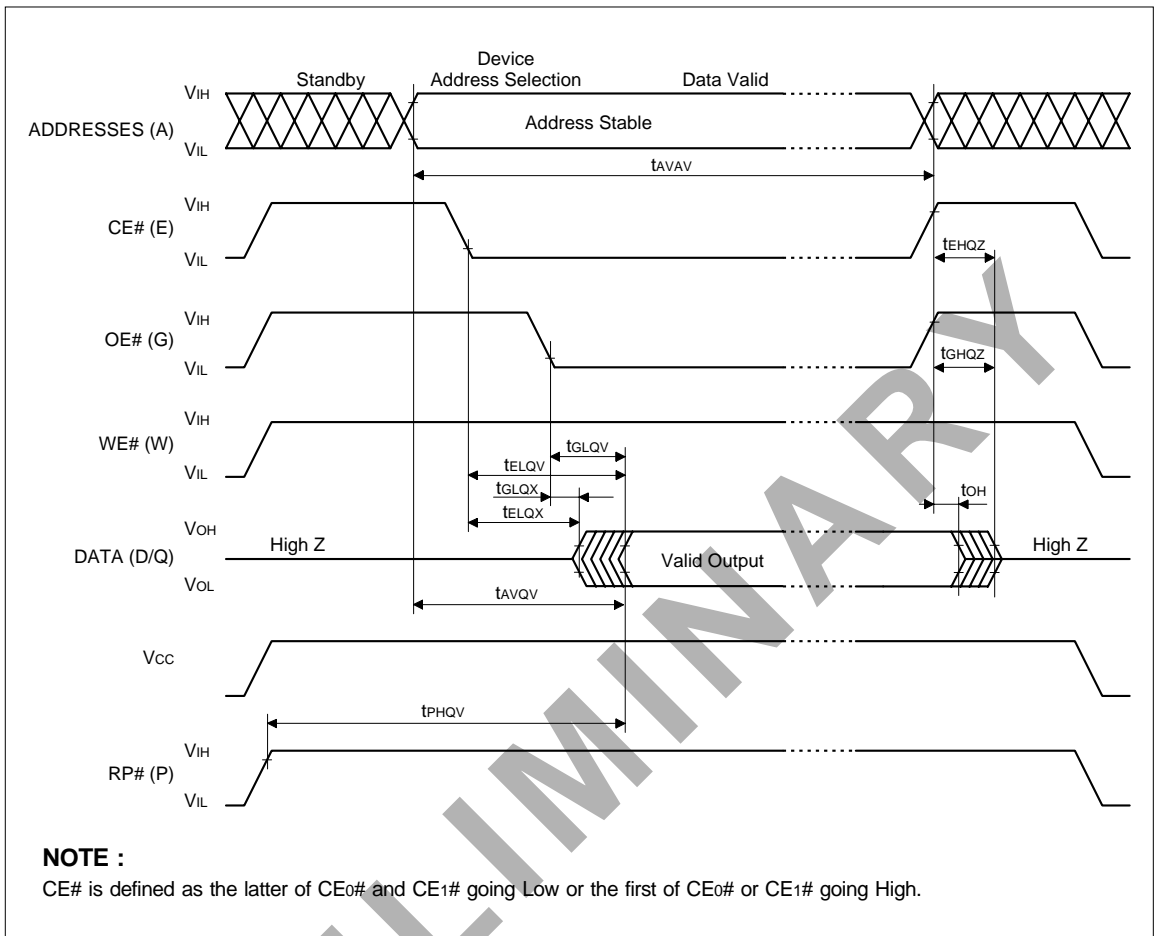 Device
Standby Address Selection Data Valid
VIH
ADDRESSES (A) Address Stable
VIL
tAVAV
VIH
CE# (E)
VIL
tEHQZ
VIH
OE# (G)
VIL
tGHQZ
VIH
WE# (W)
VIL
tGLQV
tELQV
tGLQX
tOH
tELQX
VOH
High Z High Z
DATA (D/Q) Valid Output
VOL
tAVQV
VCC
tPHQV
VIH
RP# (P)
VIL
NOTE :
CE# is defined as the latter of CE0# and CE1# going Low or the first of CE0# or CE1# going High.
LIMINARY